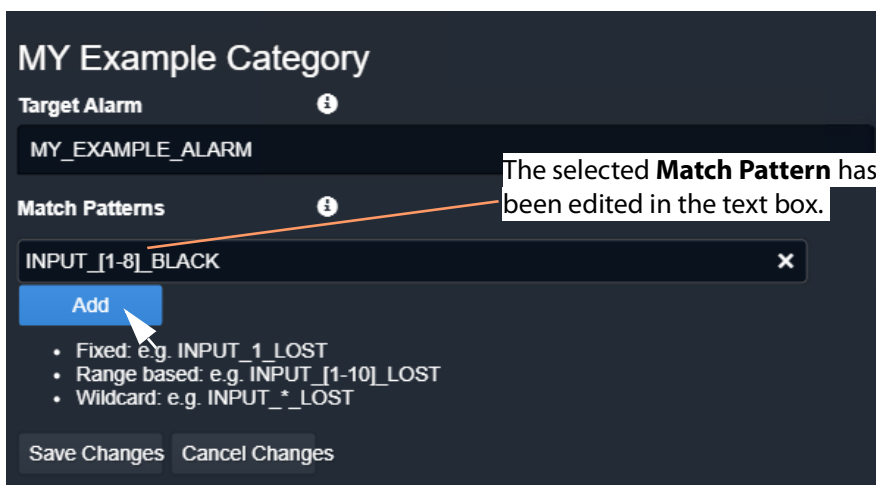 MY Example Category
Target Alarm
MY_EXAMPLE_ALARM
The selected Match Pattern has
been edited in the text box.
Match Patterns
INPUT_[1-8]_BLACK
Add
• Fixed: e.g. INPUT_1_LOST
• Range based: e.g. INPUT_[1-10]_LOST
• Wildcard: e.g. INPUT_*_LOST
Save Changes Cancel Changes